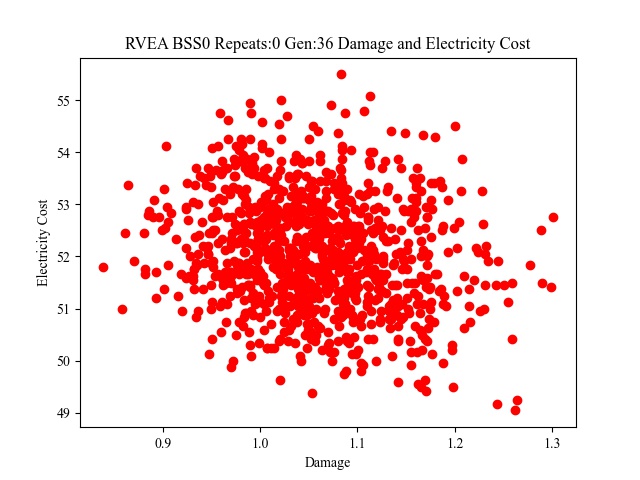 RVEA BSS0 Repeats:0 Gen:36 Damage and Electricity Cost
55
54
53
52
51
50
49
Electricity Cost
0.9 1.0 1.1 1.2 1.3
Damage